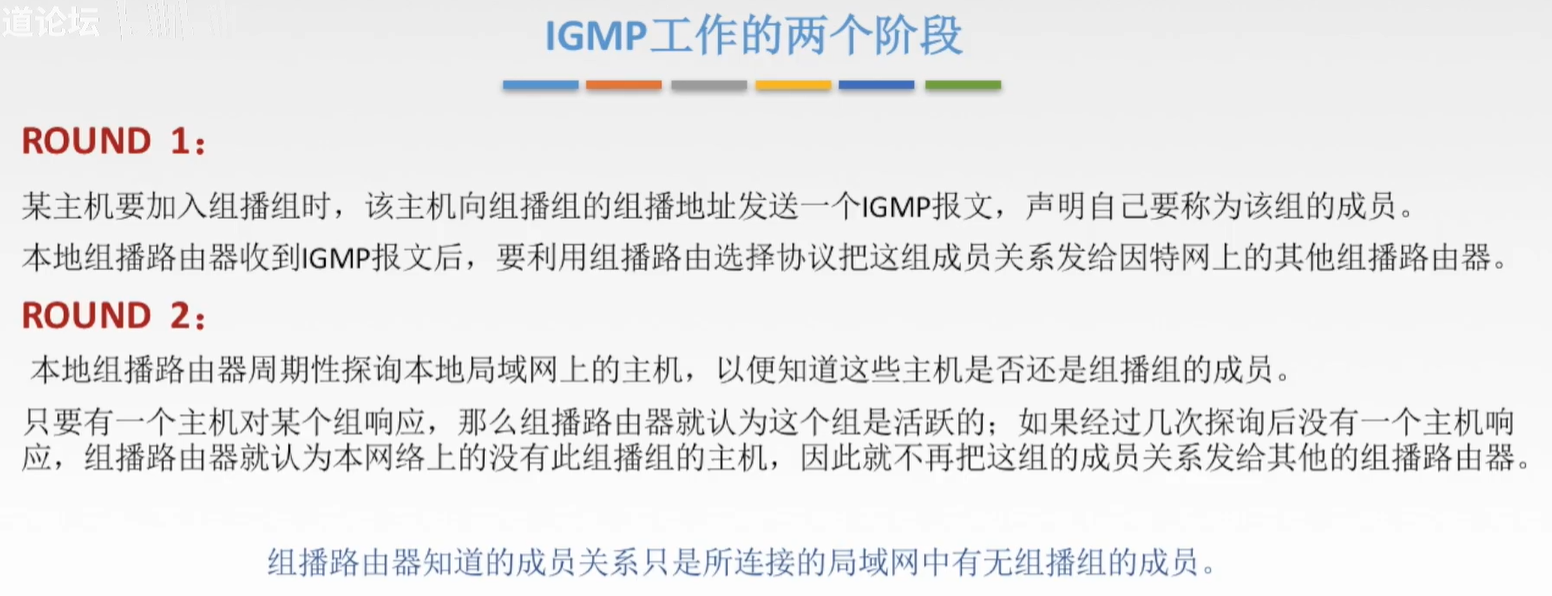 道论坛
IGMP工作的两个阶段
ROUND 1：
某主机要加入组播组时，该主机向组播组的组播地址发送一个IGMP报文，声明自己要称为该组的成员。
本地组播路由器收到IGMP报文后，要利用组播路由选择协议把这组成员关系发给因特网上的其他组播路由器。
ROUND 2：
本地组播路由器周期性探询本地局域网上的主机，以便知道这些主机是否还是组播组的成员。
只要有一个主机对某个组响应，那么组播路由器就认为这个组是活跃的；如果经过几次探询后没有一个主机响
应，组播路由器就认为本网络上的没有此组播组的主机，因此就不再把这组的成员关系发给其他的组播路由器。
组播路由器知道的成员关系只是所连接的局域网中有无组播组的成员。